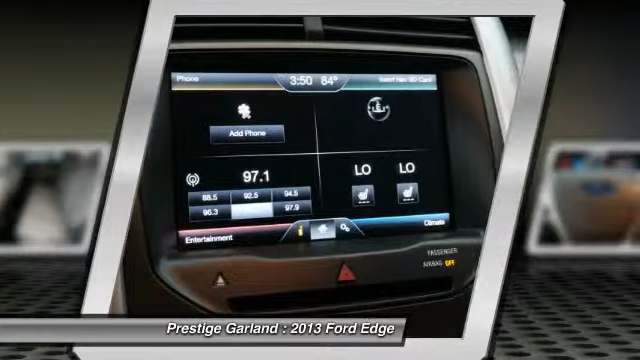 Phone 3:50 84° Insert Nav SD Card
Add Phone
97.1 LO LO
88.5 92.5 94.5
96.3 97.9
Entertainment i Climate
PASSENGER
AIRBAG OFF
Prestige Garland : 2013 Ford Edge